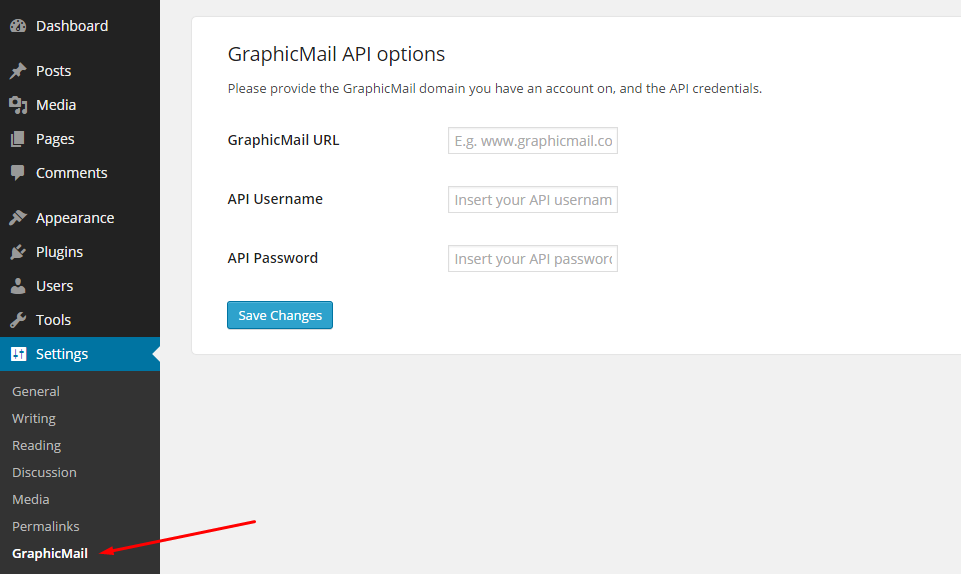 Dashboard
Posts
Media
Pages
Comments
Appearance
Plugins
Users
Tools
Settings
General
Writing
Reading
Discussion
Media
Permalinks
GraphicMail
GraphicMail API options
Please provide the GraphicMail domain you have an account on, and the API credentials.
GraphicMail URL
E.g. www.graphicmail.co
API Username
Insert your API usernam
API Password
Insert your API password
Save Changes